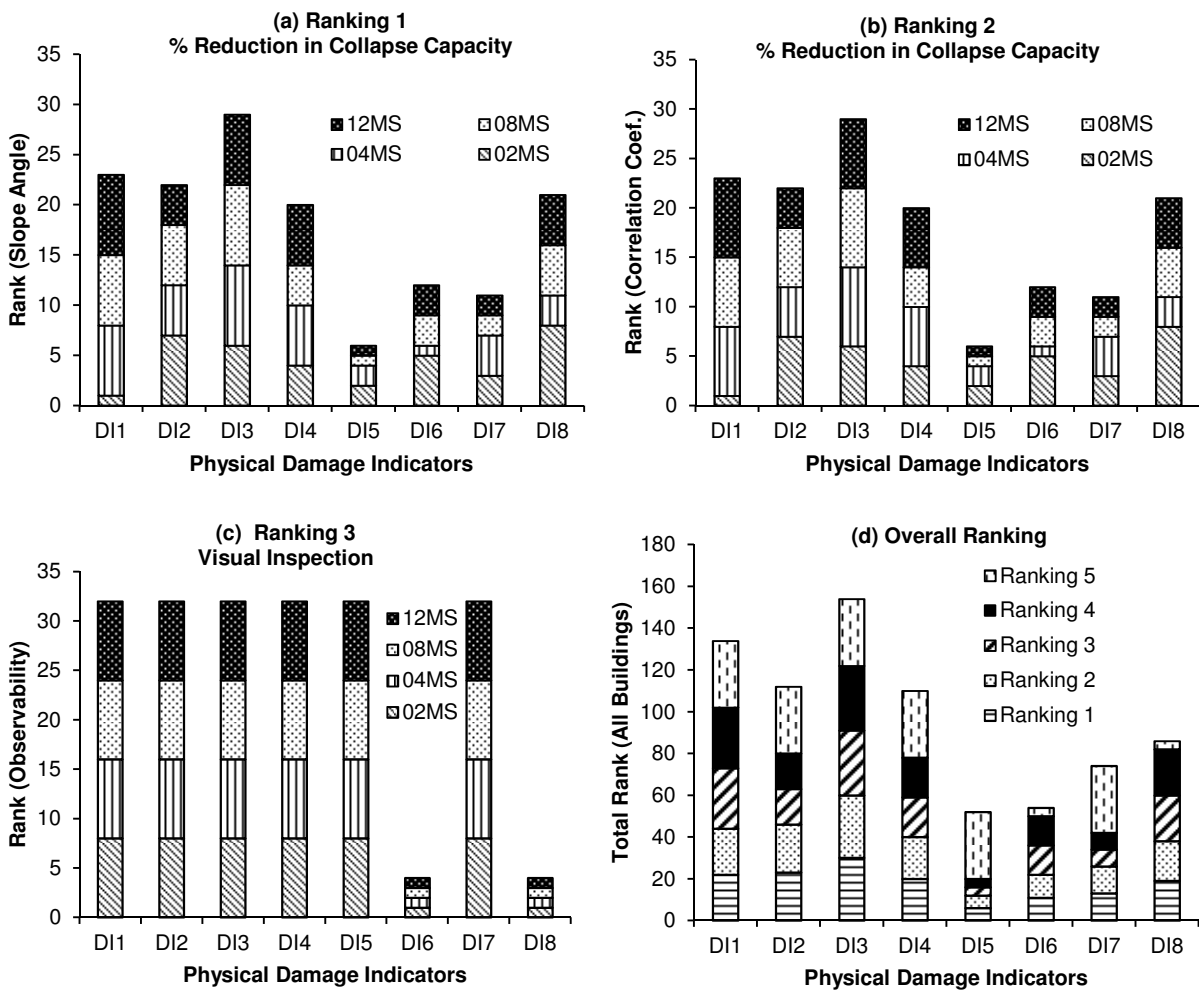 (a) Ranking 1
% Reduction in Collapse Capacity
Rank (Slope Angle)
35
30
25
20
15
10
5
0
12MS
08MS
04MS
02MS
DI1 DI2 DI3 DI4 DI5 DI6 DI7 DI8
Physical Damage Indicators
(b) Ranking 2
% Reduction in Collapse Capacity
Rank (Correlation Coef.)
35
30
25
20
15
10
5
0
12MS
08MS
04MS
02MS
DI1 DI2 DI3 DI4 DI5 DI6 DI7 DI8
Physical Damage Indicators
(c) Ranking 3
Visual Inspection
Rank (Observability)
35
30
25
20
15
10
5
0
12MS
08MS
04MS
02MS
DI1 DI2 DI3 DI4 DI5 DI6 DI7 DI8
Physical Damage Indicators
(d) Overall Ranking
Total Rank (All Buildings)
180
160
140
120
100
80
60
40
20
0
Ranking 5
Ranking 4
Ranking 3
Ranking 2
Ranking 1
DI1 DI2 DI3 DI4 DI5 DI6 DI7 DI8
Physical Damage Indicators